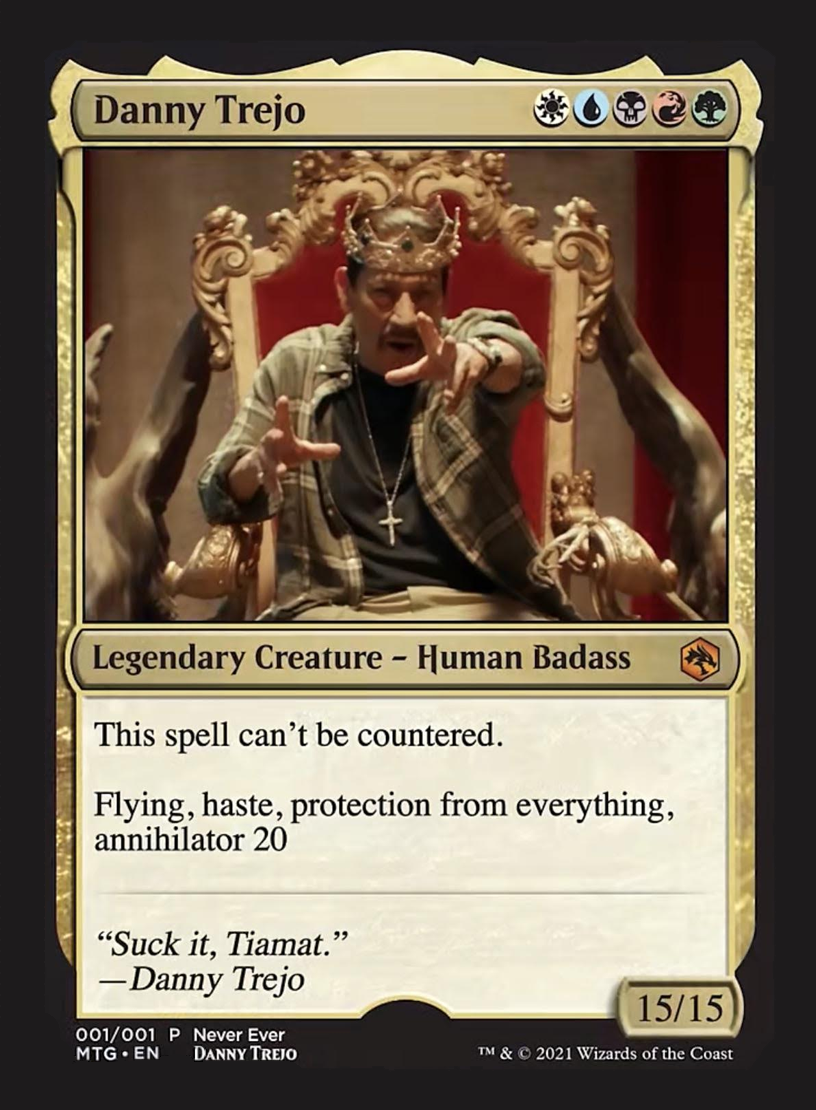 Danny Trejo
Legendary Creature – Human Badass
This spell can't be countered.
Flying, haste, protection from everything,
annihilator 20
“Suck it, Tiamat.”
—Danny Trejo
15/15
001/001 P Never Ever
MTG • EN DANNY TREJO
™ & © 2021 Wizards of the Coast